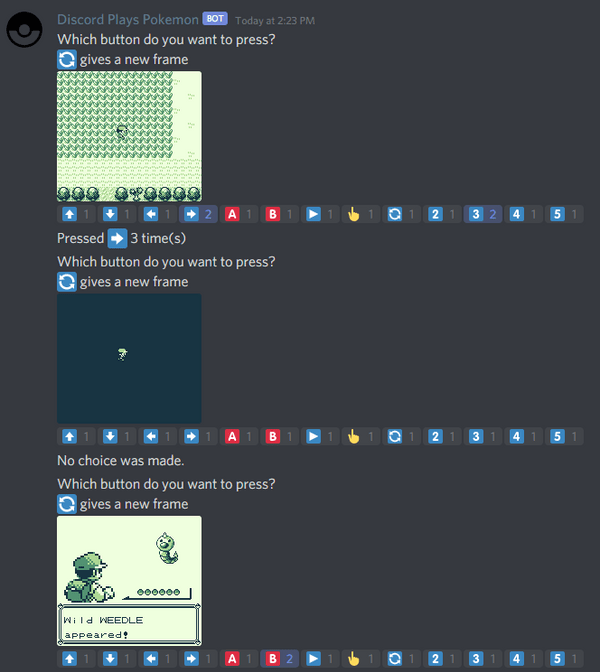 Discord Plays Pokemon BOT Today at 2:23 PM
Which button do you want to press?
🔄 gives a new frame
⬆ 1 ⬇ 1 ⬅ 1 ➡ 2 A 1 B 1 ▶ 1 👆 1 🔄 1 2 1 3 2 4 1 5 1
Pressed ➡ 3 time(s)
Which button do you want to press?
🔄 gives a new frame
⬆ 1 ⬇ 1 ⬅ 1 ➡ 1 A 1 B 1 ▶ 1 👆 1 🔄 1 2 1 3 1 4 1 5 1
No choice was made.
Which button do you want to press?
🔄 gives a new frame
Wild WEEDLE
appeared!
⬆ 1 ⬇ 1 ⬅ 1 ➡ 1 A 1 B 2 ▶ 1 👆 1 🔄 1 2 1 3 1 4 1 5 1